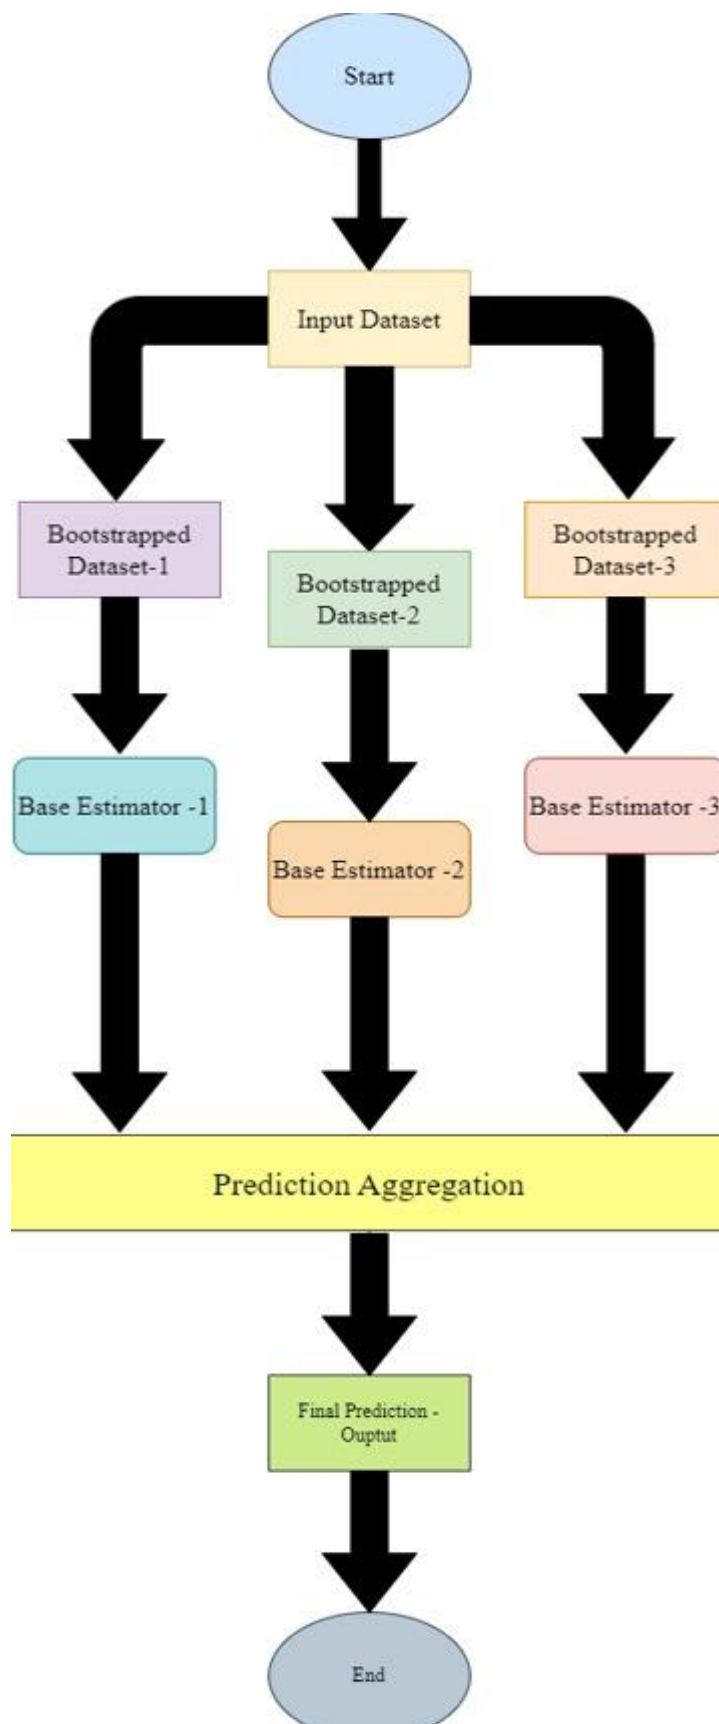 Start
Input Dataset
Bootstrapped
Dataset-1
Bootstrapped
Dataset-2
Bootstrapped
Dataset-3
Base Estimator -1
Base Estimator -2
Base Estimator -3
Prediction Aggregation
Final Prediction -
Ouptut
End